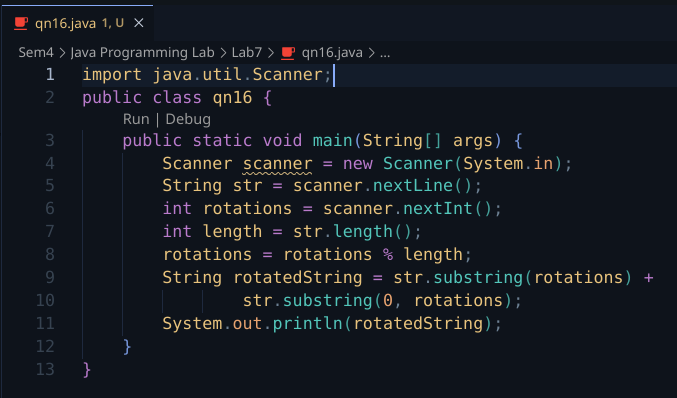 qn16.java 1, U ×
Sem4 > Java Programming Lab > Lab7 > qn16.java > ...
1 import java.util.Scanner;
2 public class qn16 {
Run | Debug
3 public static void main(String[] args) {
4 Scanner scanner = new Scanner(System.in);
5 String str = scanner.nextLine();
6 int rotations = scanner.nextInt();
7 int length = str.length();
8 rotations = rotations % length;
9 String rotatedString = str.substring(rotations) +
10 str.substring(0, rotations);
11 System.out.println(rotatedString);
12 }
13 }